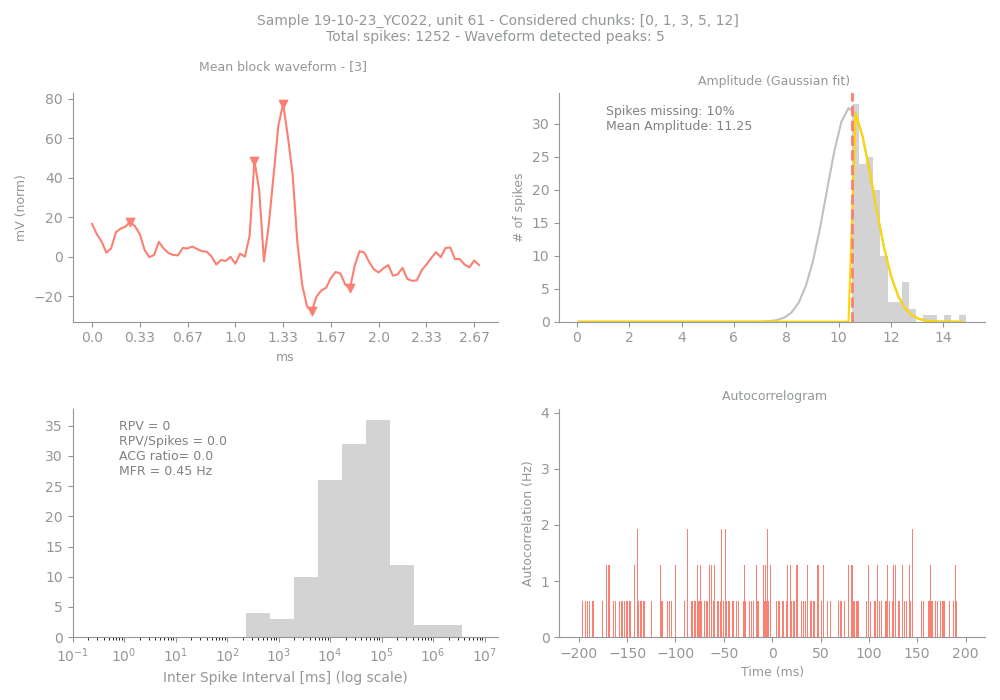 Sample 19-10-23_YC022, unit 61 - Considered chunks: [0, 1, 3, 5, 12]
Total spikes: 1252 - Waveform detected peaks: 5
Mean block waveform - [3]
80
60
40
20
0
−20
mV (norm)
0.0 0.33 0.67 1.0 1.33 1.67 2.0 2.33 2.67
ms
Amplitude (Gaussian fit)
Spikes missing: 10%
Mean Amplitude: 11.25
30
25
20
15
10
5
0
# of spikes
0 2 4 6 8 10 12 14
RPV = 0
RPV/Spikes = 0.0
ACG ratio= 0.0
MFR = 0.45 Hz
35
30
25
20
15
10
5
0
10⁻¹ 10⁰ 10¹ 10² 10³ 10⁴ 10⁵ 10⁶ 10⁷
Inter Spike Interval [ms] (log scale)
Autocorrelogram
4
3
2
1
0
Autocorrelation (Hz)
−200 −150 −100 −50 0 50 100 150 200
Time (ms)